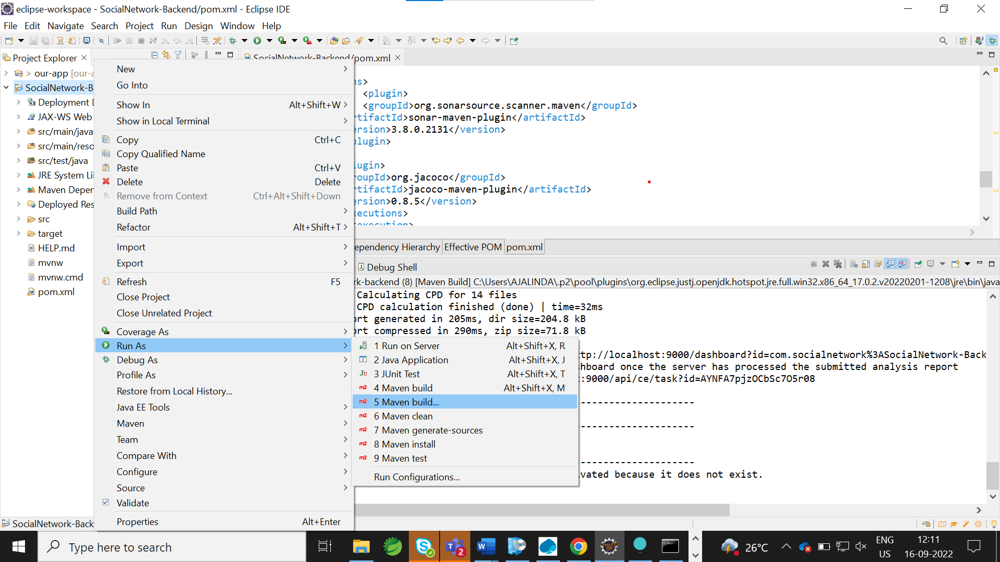 eclipse-workspace - SocialNetwork-Backend/pom.xml - Eclipse IDE
File Edit Navigate Search Project Run Design Window Help
Project Explorer
SocialNetwork-Backend/pom.xml
> our-app [our-a
SocialNetwork-B
Deployment D
JAX-WS Web
src/main/java
src/main/reso
src/test/java
JRE System Li
Maven Depen
Deployed Res
src
target
HELP.md
mvnw
mvnw.cmd
pom.xml
New
Go Into
Show In Alt+Shift+W
Show in Local Terminal
Copy Ctrl+C
Copy Qualified Name
Paste Ctrl+V
Delete Delete
Remove from Context Ctrl+Alt+Shift+Down
Build Path
Refactor Alt+Shift+T
Import
Export
Refresh F5
Close Project
Close Unrelated Project
Coverage As
Run As
Debug As
Profile As
Restore from Local History...
Java EE Tools
Maven
Team
Compare With
Configure
Source
Validate
Properties Alt+Enter
1 Run on Server Alt+Shift+X, R
2 Java Application Alt+Shift+X, J
3 JUnit Test Alt+Shift+X, T
4 Maven build Alt+Shift+X, M
5 Maven build...
6 Maven clean
7 Maven generate-sources
8 Maven install
9 Maven test
Run Configurations...
ns>
<plugin>
<groupId>org.sonarsource.scanner.maven</groupId>
rtifactId>sonar-maven-plugin</artifactId>
ersion>3.8.0.2131</version>
plugin>
lugin>
roupId>org.jacoco</groupId>
rtifactId>jacoco-maven-plugin</artifactId>
ersion>0.8.5</version>
xecutions>
<execution>
ependency Hierarchy Effective POM pom.xml
Debug Shell
rk-backend (8) [Maven Build] C:\Users\AJALINDA\.p2\pool\plugins\org.eclipse.justj.openjdk.hotspot.jre.full.win32.x86_64_17.0.2.v20220201-1208\jre\bin\java
Calculating CPD for 14 files
CPD calculation finished (done) | time=32ms
ort generated in 205ms, dir size=204.8 kB
ort compressed in 290ms, zip size=71.8 kB
tp://localhost:9000/dashboard?id=com.socialnetwork%3ASocialNetwork-Back
hboard once the server has processed the submitted analysis report
t:9000/api/ce/task?id=AYNFA7pjzOCbSc7O5r08
--------------------
--------------------
--------------------
vated because it does not exist.
SocialNetwork-Back
Type here to search
2
26°C
ENG
US
12:11
16-09-2022